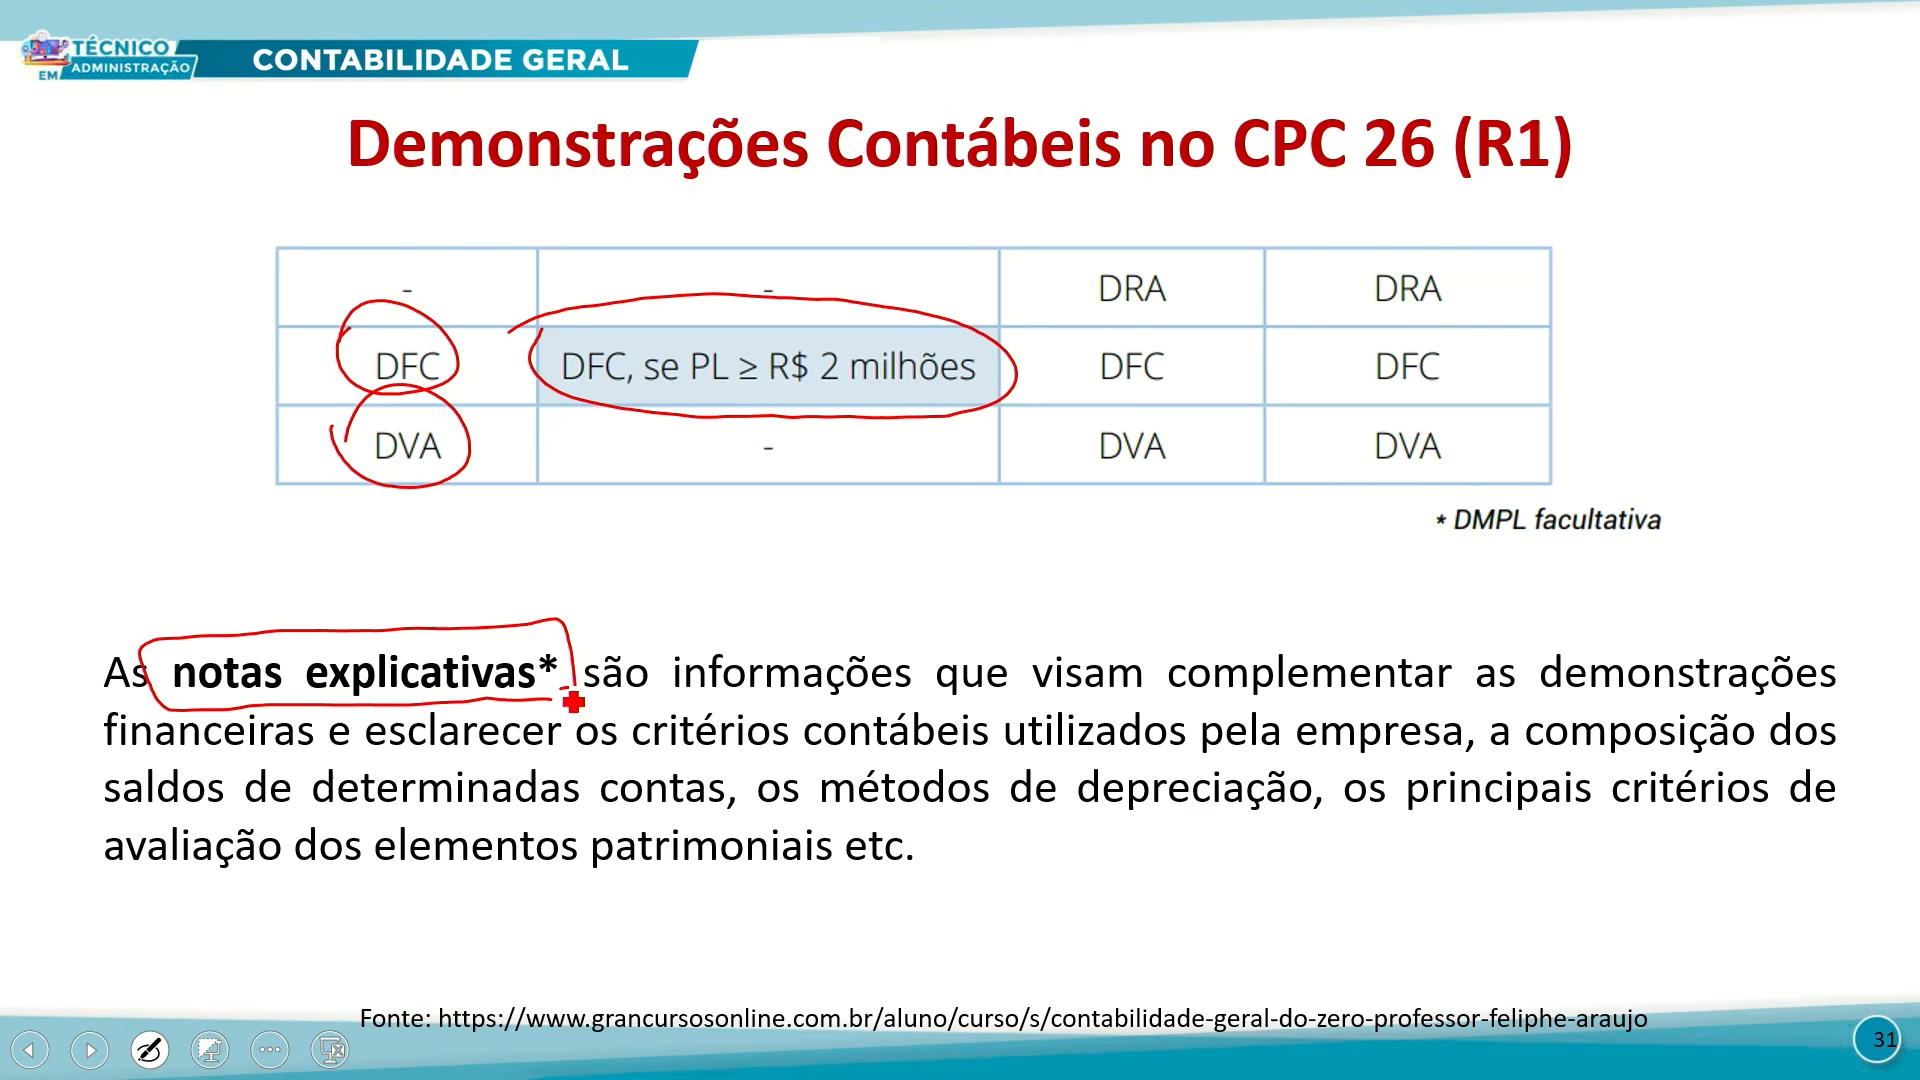 TÉCNICO
EM ADMINISTRAÇÃO
CONTABILIDADE GERAL
Demonstrações Contábeis no CPC 26 (R1)
- - DRA DRA
DFC DFC, se PL ≥ R$ 2 milhões DFC DFC
DVA - DVA DVA
* DMPL facultativa
As notas explicativas* são informações que visam complementar as demonstrações
financeiras e esclarecer os critérios contábeis utilizados pela empresa, a composição dos
saldos de determinadas contas, os métodos de depreciação, os principais critérios de
avaliação dos elementos patrimoniais etc.
Fonte: https://www.grancursosonline.com.br/aluno/curso/s/contabilidade-geral-do-zero-professor-feliphe-araujo
31